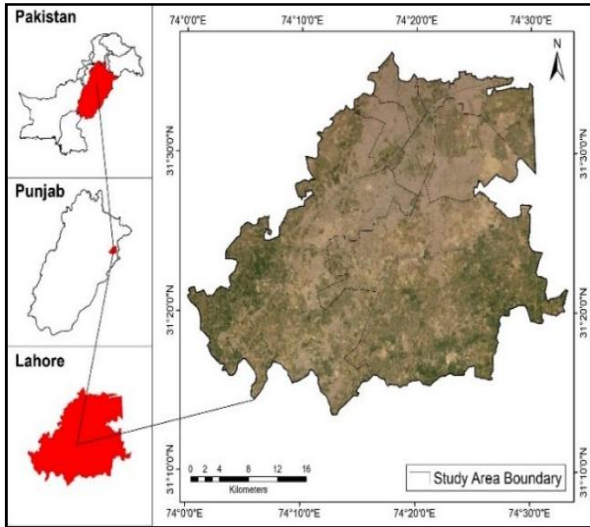 Pakistan
Punjab
Lahore
74°0'0"E 74°10'0"E 74°20'0"E 74°30'0"E
N
31°30'0"N 31°30'0"N
31°20'0"N 31°20'0"N
31°10'0"N 31°10'0"N
0 2 4 8 12 16
Kilometers
Study Area Boundary
74°0'0"E 74°10'0"E 74°20'0"E 74°30'0"E